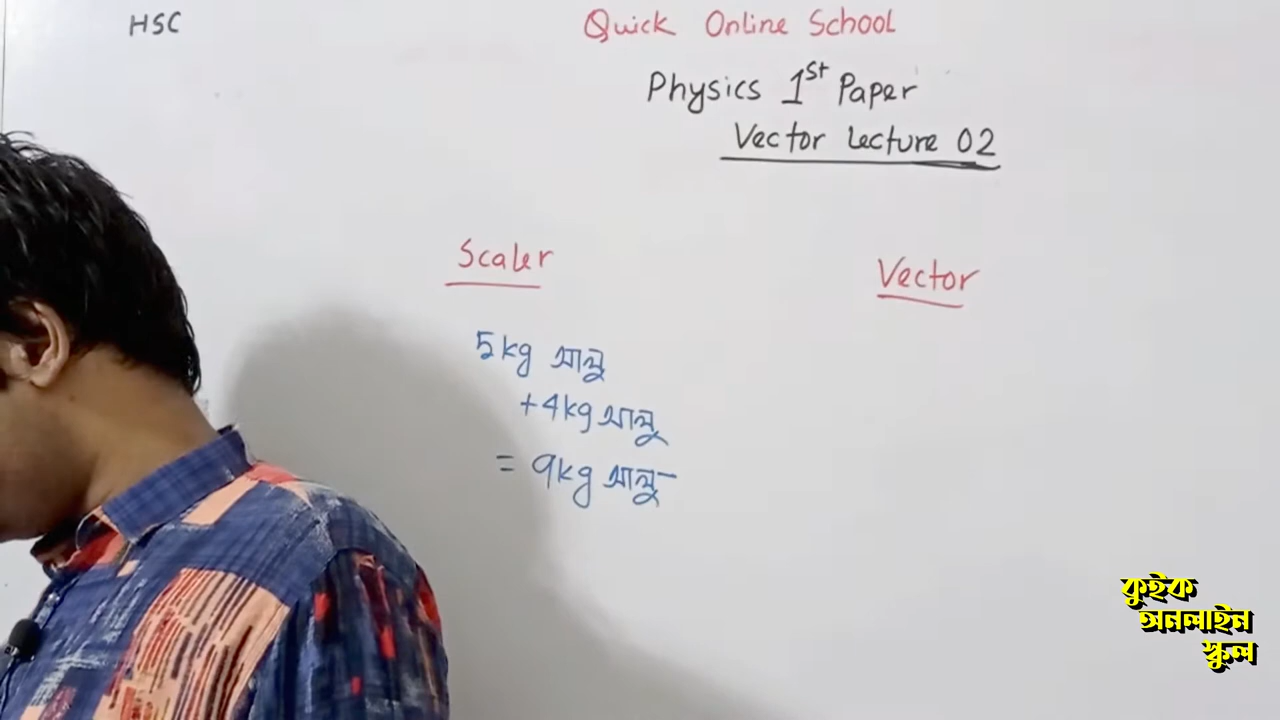 HSC
Quick Online School
Physics 1st Paper
Vector Lecture 02
Scaler
Vector
5kg আলু
+4kg আলু
= 9kg আলু
কুইক
অনলাইন
স্কুল